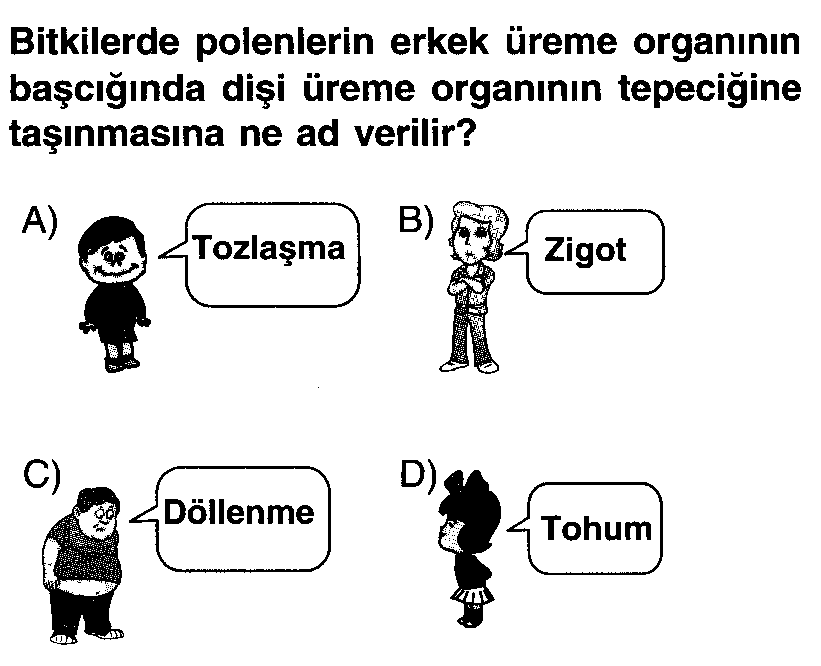 Bitkilerde polenlerin erkek üreme organının
başcığında dişi üreme organının tepeciğine
taşınmasına ne ad verilir?
A) Tozlaşma
B) Zigot
C) Döllenme
D) Tohum